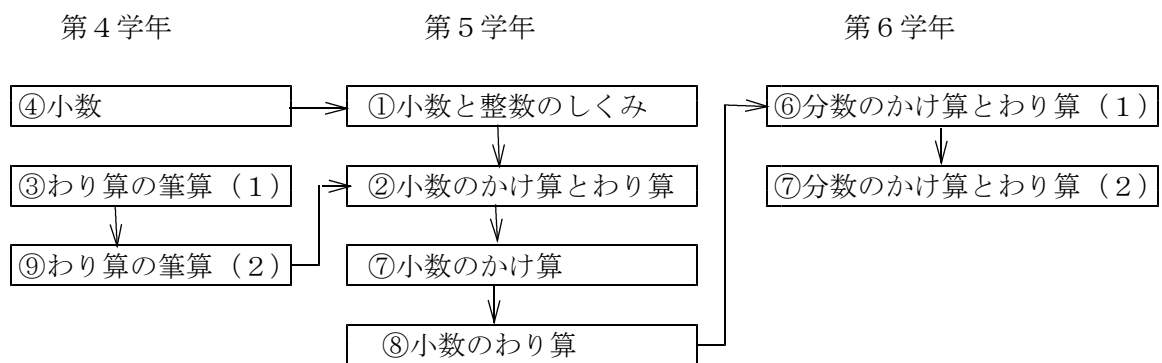 第４学年 第５学年 第６学年
④小数 ①小数と整数のしくみ ⑥分数のかけ算とわり算（１）
③わり算の筆算（１） ②小数のかけ算とわり算 ⑦分数のかけ算とわり算（２）
⑨わり算の筆算（２） ⑦小数のかけ算
⑧小数のわり算